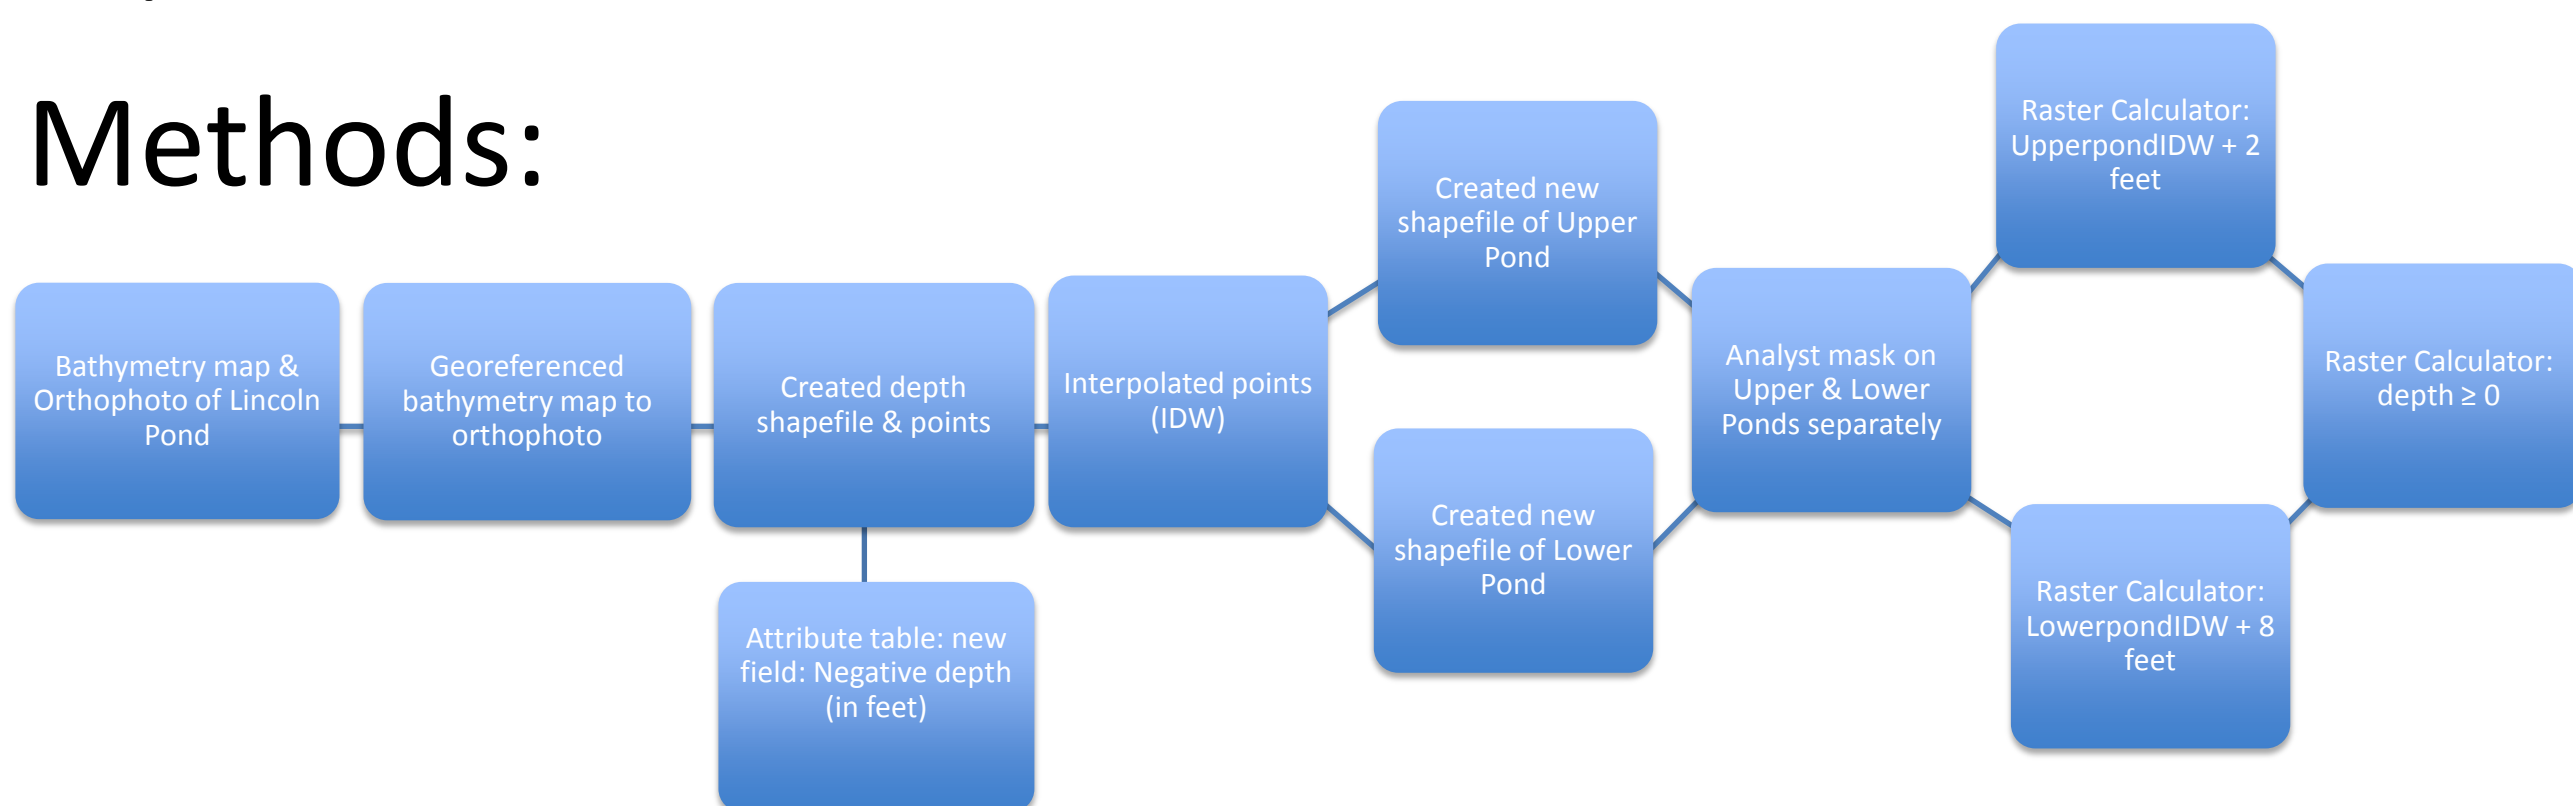 Methods:
Bathymetry map &
Orthophoto of Lincoln
Pond
Georeferenced
bathymetry map to
orthophoto
Created depth
shapefile & points
Attribute table: new
field: Negative depth
(in feet)
Interpolated points
(IDW)
Created new
shapefile of Upper
Pond
Created new
shapefile of Lower
Pond
Analyst mask on
Upper & Lower
Ponds separately
Raster Calculator:
UpperpondIDW + 2
feet
Raster Calculator:
LowerpondIDW + 8
feet
Raster Calculator:
depth ≥ 0